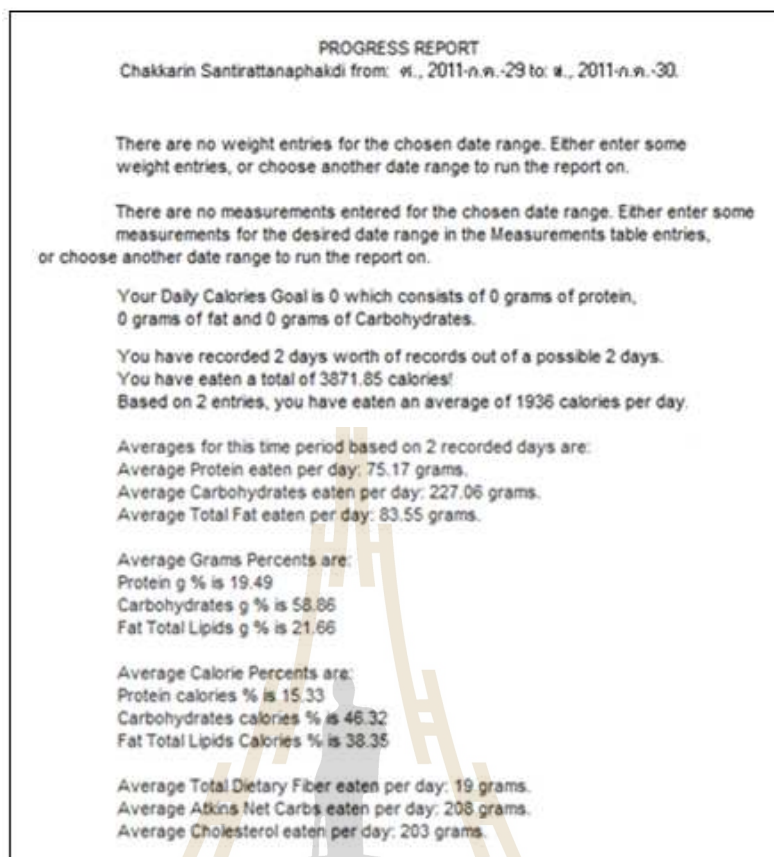 PROGRESS REPORT
Chakkarin Santirattanaphakdi from: ศ., 2011-ก.ค.-29 to: ส., 2011-ก.ค.-30.
There are no weight entries for the chosen date range. Either enter some
weight entries, or choose another date range to run the report on.
There are no measurements entered for the chosen date range. Either enter some
measurements for the desired date range in the Measurements table entries,
or choose another date range to run the report on.
Your Daily Calories Goal is 0 which consists of 0 grams of protein,
0 grams of fat and 0 grams of Carbohydrates.
You have recorded 2 days worth of records out of a possible 2 days.
You have eaten a total of 3871.85 calories!
Based on 2 entries, you have eaten an average of 1936 calories per day.
Averages for this time period based on 2 recorded days are:
Average Protein eaten per day: 75.17 grams.
Average Carbohydrates eaten per day: 227.06 grams.
Average Total Fat eaten per day: 83.55 grams.
Average Grams Percents are:
Protein g % is 19.49
Carbohydrates g % is 58.86
Fat Total Lipids g % is 21.66
Average Calorie Percents are:
Protein calories % is 15.33
Carbohydrates calories % is 46.32
Fat Total Lipids Calories % is 38.35
Average Total Dietary Fiber eaten per day: 19 grams.
Average Atkins Net Carbs eaten per day: 208 grams.
Average Cholesterol eaten per day: 203 grams.